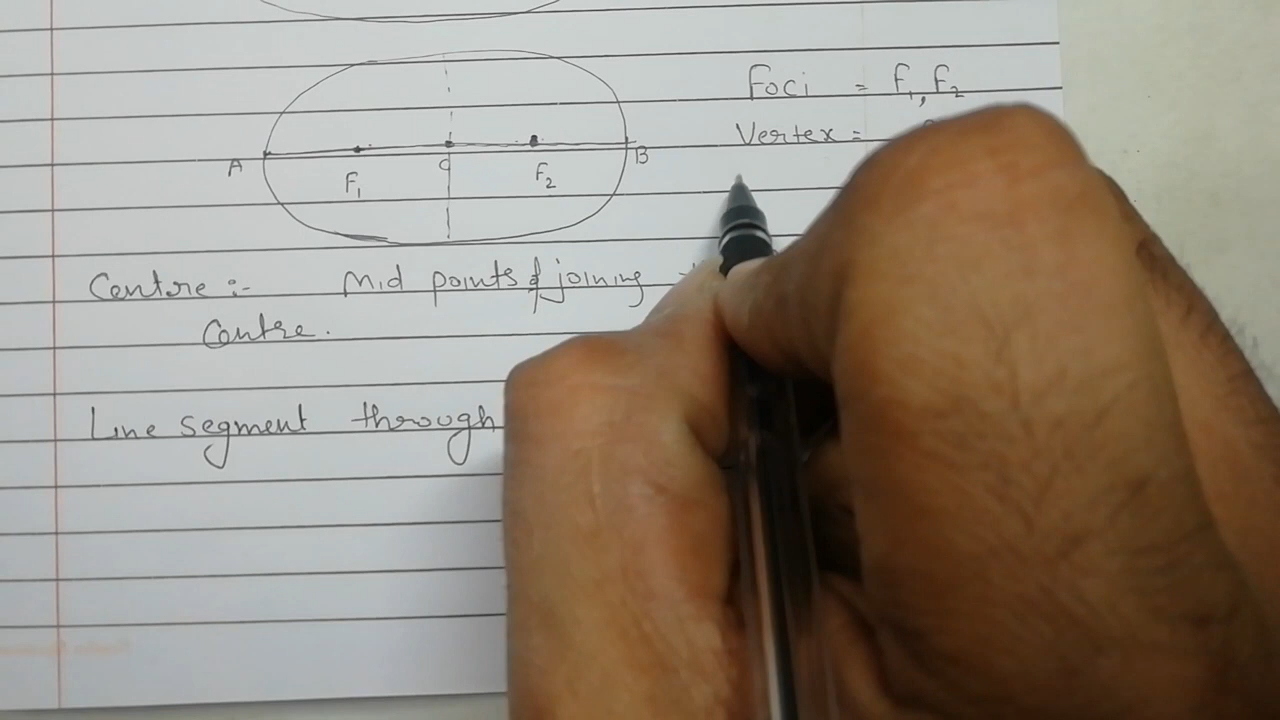 Foci = F1, F2
Vertex =
A F1 C F2 B
Centre :- Mid points of joining
Centre.
Line segment through